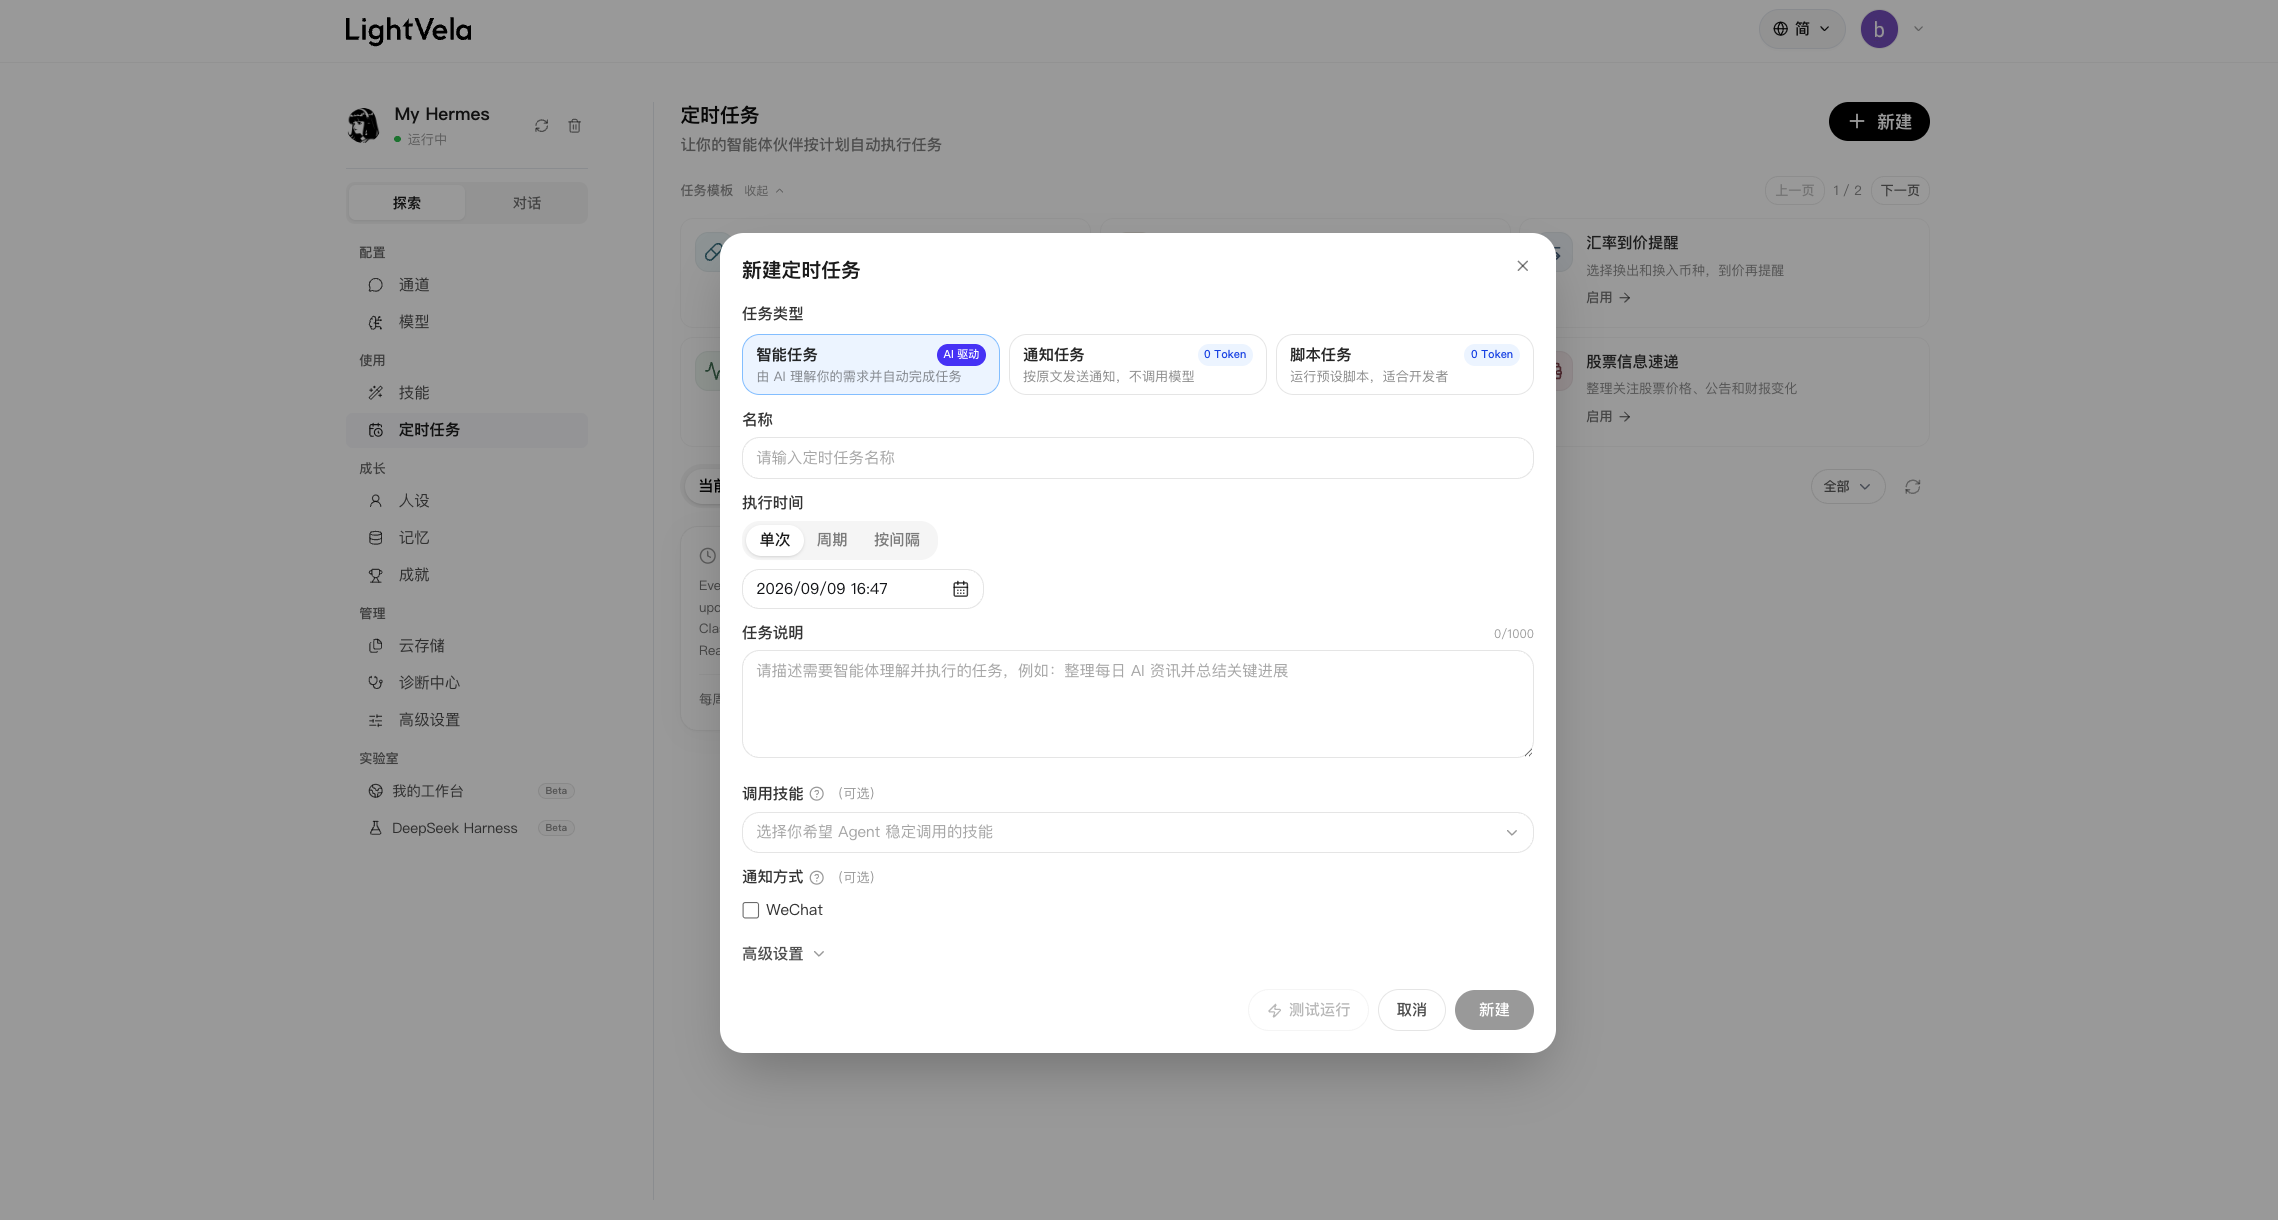 LightVela
简
b
My Hermes
运行中
探索
对话
配置
通道
模型
使用
技能
定时任务
成长
人设
记忆
成就
管理
云存储
诊断中心
高级设置
实验室
我的工作台 Beta
DeepSeek Harness Beta
定时任务
让你的智能体伙伴按计划自动执行任务
新建
任务模板 收起
上一页 1 / 2 下一页
汇率到价提醒
选择换出和换入币种，到价再提醒
启用
股票信息速递
整理关注股票价格、公告和财报变化
启用
当前
全部
Eve
upc
Cla
Rea
每周
新建定时任务
任务类型
智能任务 AI 驱动
由 AI 理解你的需求并自动完成任务
通知任务 0 Token
按原文发送通知，不调用模型
脚本任务 0 Token
运行预设脚本，适合开发者
名称
请输入定时任务名称
执行时间
单次 周期 按间隔
2026/09/09 16:47
任务说明 0/1000
请描述需要智能体理解并执行的任务，例如：整理每日 AI 资讯并总结关键进展
调用技能 （可选）
选择你希望 Agent 稳定调用的技能
通知方式 （可选）
WeChat
高级设置
测试运行 取消 新建